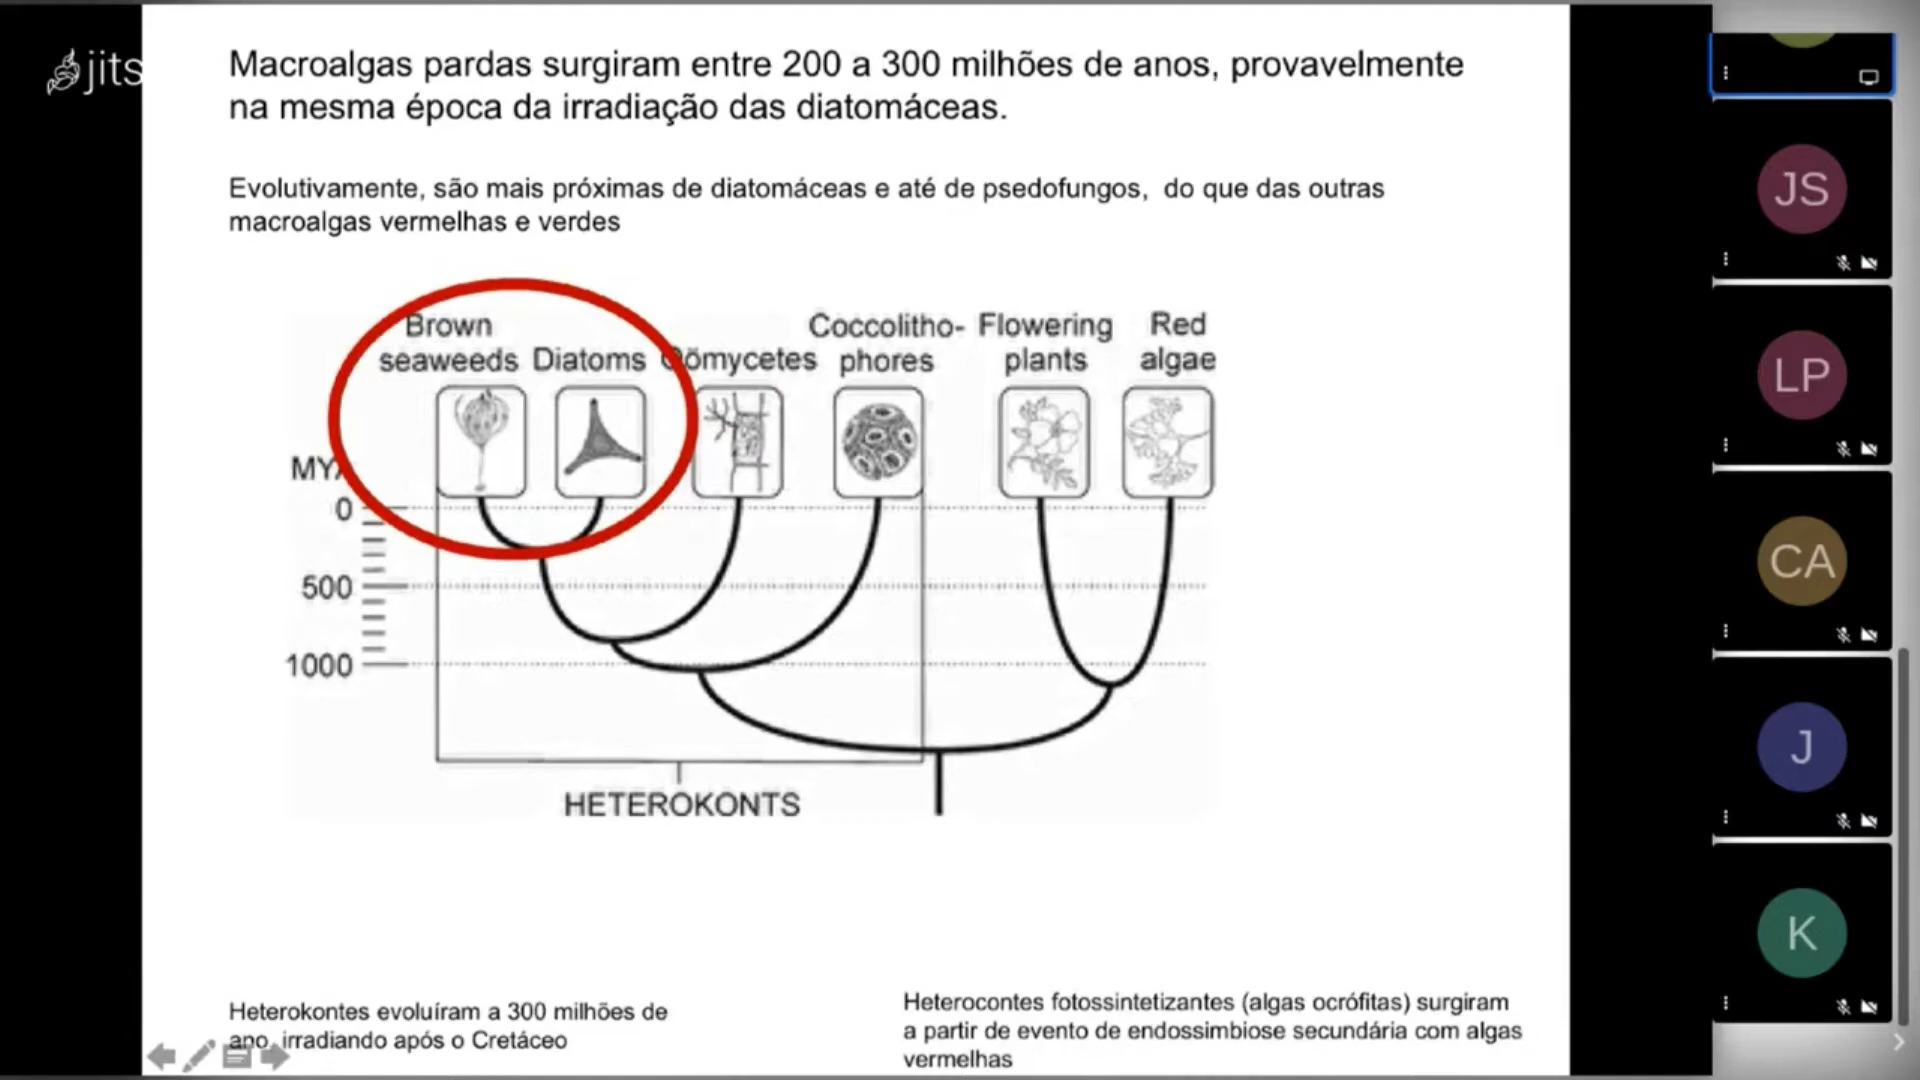 jits
Macroalgas pardas surgiram entre 200 a 300 milhões de anos, provavelmente
na mesma época da irradiação das diatomáceas.
Evolutivamente, são mais próximas de diatomáceas e até de psedofungos, do que das outras
macroalgas vermelhas e verdes
Brown
seaweeds
Diatoms
Oömycetes
Coccolitho-
phores
Flowering
plants
Red
algae
MYA
0
500
1000
HETEROKONTS
Heterokontes evoluíram a 300 milhões de
ano, irradiando após o Cretáceo
Heterocontes fotossintetizantes (algas ocrófitas) surgiram
a partir de evento de endossimbiose secundária com algas
vermelhas
JS
LP
CA
J
K